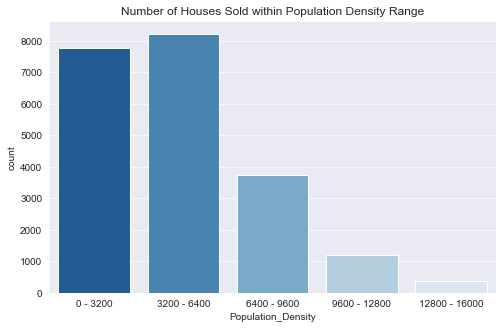 Number of Houses Sold within Population Density Range
8000
7000
6000
5000
4000
3000
2000
1000
0
count
0 - 3200
3200 - 6400
6400 - 9600
9600 - 12800
12800 - 16000
Population_Density